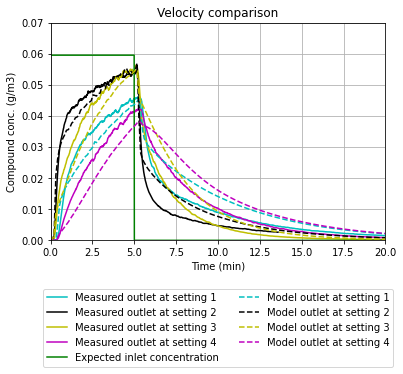 Velocity comparison
0.07
0.06
0.05
0.04
0.03
0.02
0.01
0.00
Compound conc. (g/m3)
0.0 2.5 5.0 7.5 10.0 12.5 15.0 17.5 20.0
Time (min)
Measured outlet at setting 1
Measured outlet at setting 2
Measured outlet at setting 3
Measured outlet at setting 4
Expected inlet concentration
Model outlet at setting 1
Model outlet at setting 2
Model outlet at setting 3
Model outlet at setting 4